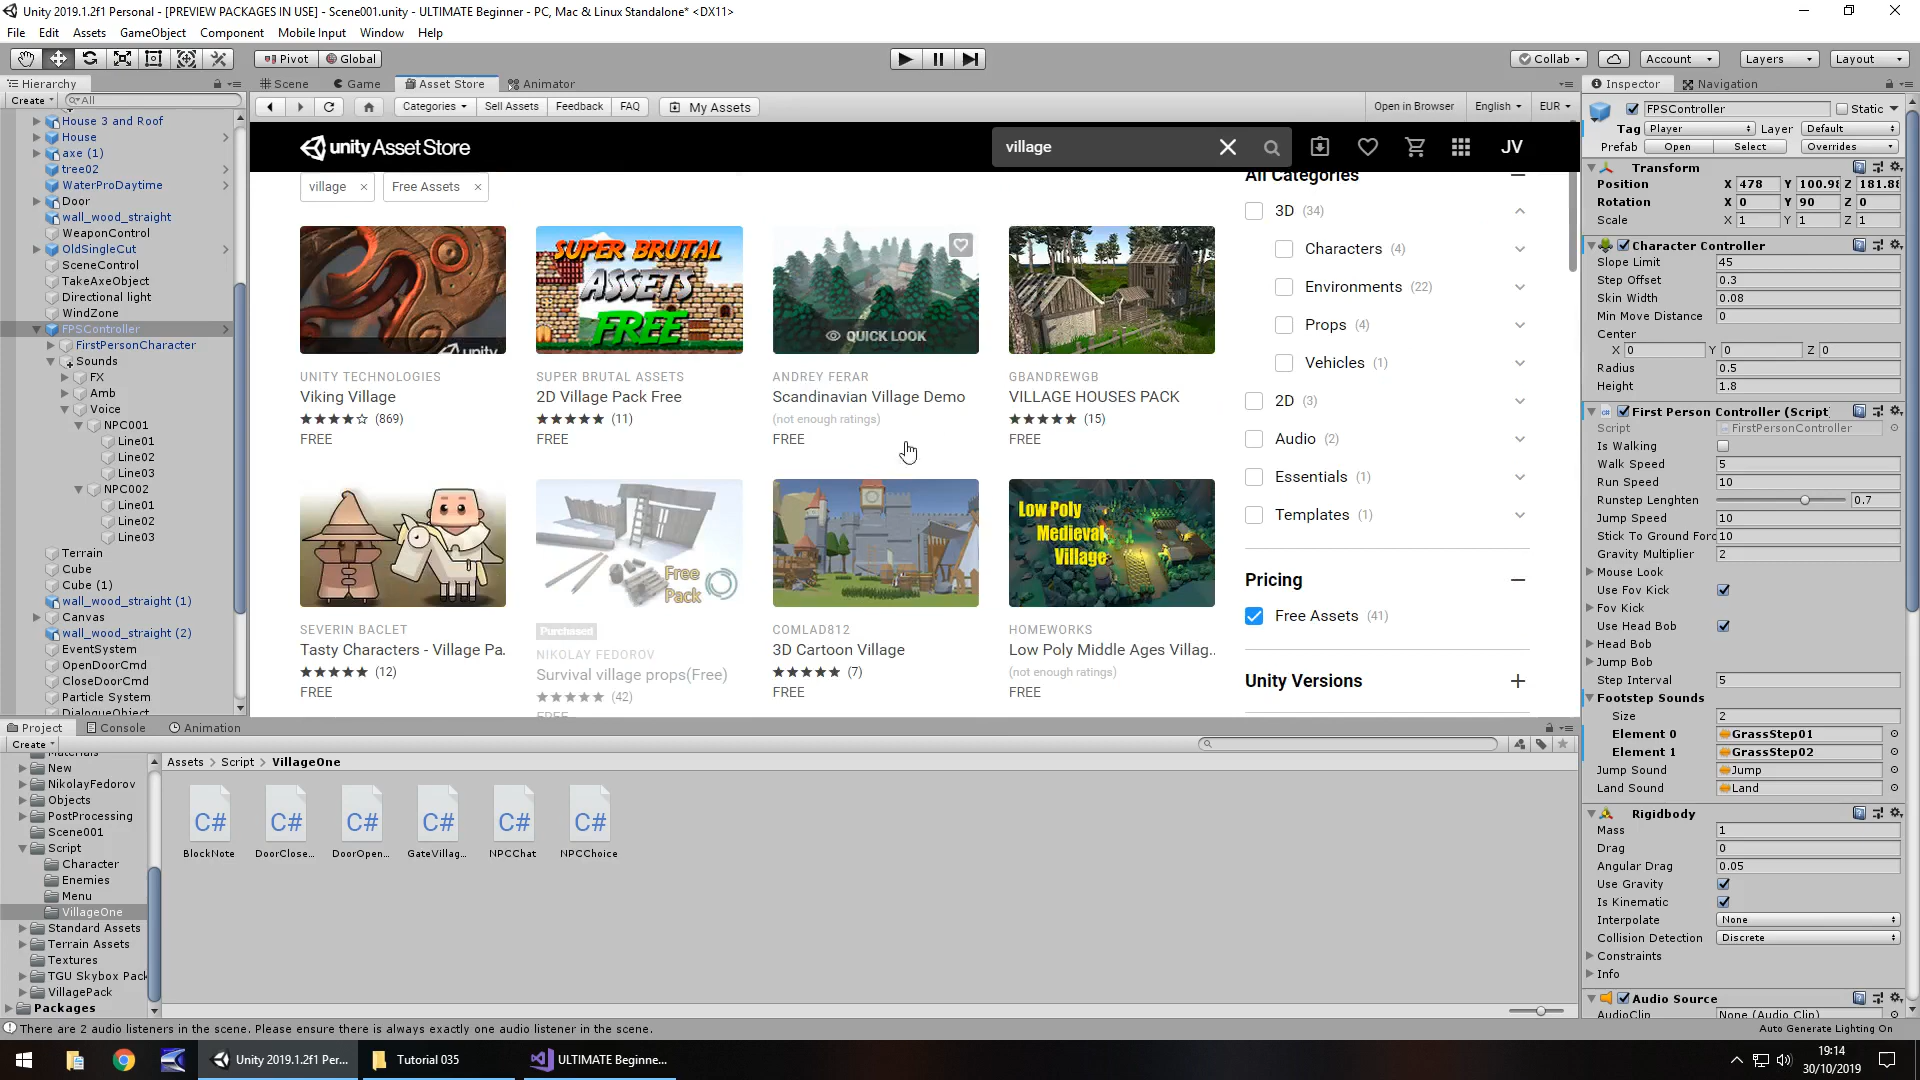 Unity 2019.1.2f1 Personal - [PREVIEW PACKAGES IN USE] - Scene001.unity - ULTIMATE Beginner - PC, Mac & Linux Standalone* <DX11>
File Edit Assets GameObject Component Mobile Input Window Help
Pivot Global Collab Account Layers Layout
Hierarchy Scene Game Asset Store Animator Inspector Navigation
Create All
House 3 and Roof
House
axe (1)
tree02
WaterProDaytime
Door
wall_wood_straight
WeaponControl
OldSingleCut
SceneControl
TakeAxeObject
Directional light
WindZone
FPSController
FirstPersonCharacter
Sounds
FX
Amb
Voice
NPC001
Line01
Line02
Line03
NPC002
Line01
Line02
Line03
Terrain
Cube
Cube (1)
wall_wood_straight (1)
Canvas
wall_wood_straight (2)
EventSystem
OpenDoorCmd
CloseDoorCmd
Particle System
DialogueObject
Categories Sell Assets Feedback FAQ My Assets Open in Browser English EUR
unity Asset Store village JV
village × Free Assets ×
SUPER BRUTAL
ASSETS
FREE
QUICK LOOK
UNITY TECHNOLOGIES
Viking Village
(869)
FREE
SUPER BRUTAL ASSETS
2D Village Pack Free
(11)
FREE
ANDREY FERAR
Scandinavian Village Demo
(not enough ratings)
FREE
GBANDREWGB
VILLAGE HOUSES PACK
(15)
FREE
Free
Pack
Low Poly
Medieval
Village
SEVERIN BACLET
Tasty Characters - Village Pa..
(12)
FREE
Purchased
NIKOLAY FEDOROV
Survival village props(Free)
(42)
FREE
COMLAD812
3D Cartoon Village
(7)
FREE
HOMEWORKS
Low Poly Middle Ages Villag..
(not enough ratings)
FREE
All Categories
3D (34)
Characters (4)
Environments (22)
Props (4)
Vehicles (1)
2D (3)
Audio (2)
Essentials (1)
Templates (1)
Pricing
Free Assets (41)
Unity Versions
FPSController Static
Tag Player Layer Default
Prefab Open Select Overrides
Transform
Position X 478 Y 100.98 Z 181.88
Rotation X 0 Y 90 Z 0
Scale X 1 Y 1 Z 1
Character Controller
Slope Limit 45
Step Offset 0.3
Skin Width 0.08
Min Move Distance 0
Center
X 0 Y 0 Z 0
Radius 0.5
Height 1.8
First Person Controller (Script)
Script FirstPersonController
Is Walking
Walk Speed 5
Run Speed 10
Runstep Lenghten 0.7
Jump Speed 10
Stick To Ground Forc 10
Gravity Multiplier 2
Mouse Look
Use Fov Kick
Fov Kick
Use Head Bob
Head Bob
Jump Bob
Step Interval 5
Footstep Sounds
Size 2
Element 0 GrassStep01
Element 1 GrassStep02
Jump Sound Jump
Land Sound Land
Rigidbody
Mass 1
Drag 0
Angular Drag 0.05
Use Gravity
Is Kinematic
Interpolate None
Collision Detection Discrete
Constraints
Info
Audio Source
AudioClip None (Audio Clip)
Project Console Animation
Create
Materials
New
NikolayFedorov
Objects
PostProcessing
Scene001
Script
Character
Enemies
Menu
VillageOne
Standard Assets
Terrain Assets
Textures
TGU Skybox Pack
VillagePack
Packages
Assets > Script > VillageOne
C# C# C# C# C# C#
BlockNote DoorClose... DoorOpen... GateVillag... NPCChat NPCChoice
There are 2 audio listeners in the scene. Please ensure there is always exactly one audio listener in the scene.
Auto Generate Lighting On
Unity 2019.1.2f1 Per... Tutorial 035 ULTIMATE Beginne...
19:14
30/10/2019